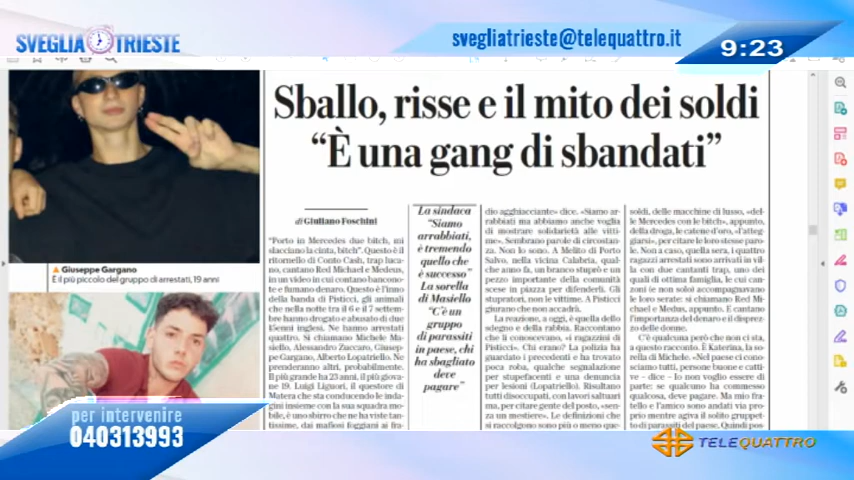 SVEGLIA TRIESTE
svegliatrieste@telequattro.it
9:23
Sballo, risse e il mito dei soldi
“È una gang di sbandati”
Giuseppe Gargano
È il più piccolo del gruppo di arrestati, 19 anni
di Giuliano Foschini
“Porto in Mercedes due bitch, mi
slacciano la cinta, bitch”. Questo è il
ritornello di Conto Cash, trap luca-
no, cantano Red Michael e Medeus,
in un video in cui contano bancono-
te e fumano denaro. Questo è l'inno
della banda di Pisticci, gli animali
che nella notte tra il 6 e il 7 settem-
bre hanno drogato e abusato di due
15enni inglesi. Ne hanno arrestati
quattro. Si chiamano Michele Ma-
siello, Alessandro Zuccaro, Giusep-
pe Gargano, Alberto Lopatriello. Ne
prenderanno altri, probabilmente.
Il più grande ha 23 anni, il più giova-
ne 19. Luigi Liguori, il questore di
Matera che sta conducendo le inda-
gini insieme con la sua squadra mo-
bile, è uno sbirro che ne ha viste tan-
tissime, dai mafiosi foggiani ai fra-
La sindaca
“Siamo
arrabbiati,
è tremendo
quello che
è successo”
La sorella
di Masiello
“C'è un
gruppo
di parassiti
in paese, chi
ha sbagliato
deve
pagare”
dio agghiacciante” dice. «Siamo ar-
rabbiati ma abbiamo anche voglia
di mostrare solidarietà alle vitti-
me». Sembrano parole di circostan-
za. Non lo sono. A Melito di Porto
Salvo, nella vicina Calabria, qual-
che anno fa, un branco stuprò e un
pezzo importante della comunità
scese in piazza per difenderli. Gli
stupratori, non le vittime. A Pisticci
giurano che non accadrà.
La reazione, a oggi, è quella dello
sdegno e della rabbia. Raccontano
che li conoscevano, «i ragazzini di
Pisticci». Chi erano? La polizia ha
guardato i precedenti e ha trovato
poca roba, qualche segnalazione
per stupefacenti e una denuncia
per lesioni (Lopatriello). Risultano
tutti disoccupati, con lavori saltuari
ma, per citare gente del posto, «sen-
za un mestiere». Le definizioni che
si raccolgono sono più o meno que-
soldi, delle macchine di lusso, «del-
le Mercedes con le bitch», appunto,
della droga, le catene d'oro, «l'atteg-
giarsi», per citare le loro stesse paro-
le. Non a caso, quella sera, i quattro
ragazzi arrestati sono arrivati in vil-
la con due cantanti trap, uno dei
quali di ottima famiglia, le cui can-
zoni (e non solo) accompagnavano
le loro serate: si chiamano Red Mi-
chael e Medus, appunto. E cantano
l'importanza del denaro e il disprez-
zo delle donne.
C'è qualcuno però che non ci sta,
a questo racconto. È Katerina, la so-
rella di Michele. «Nel paese ci cono-
sciamo tutti, persone buone e catti-
ve – dice – Io non voglio essere di
parte: se qualcuno ha commesso
qualcosa, deve pagare. Ma mio fra-
tello e l'amico sono andati via pro-
prio mentre agiva il solito gruppet-
to di parassiti del paese. Quindi pos-
per intervenire
040313993
TELEQUATTRO